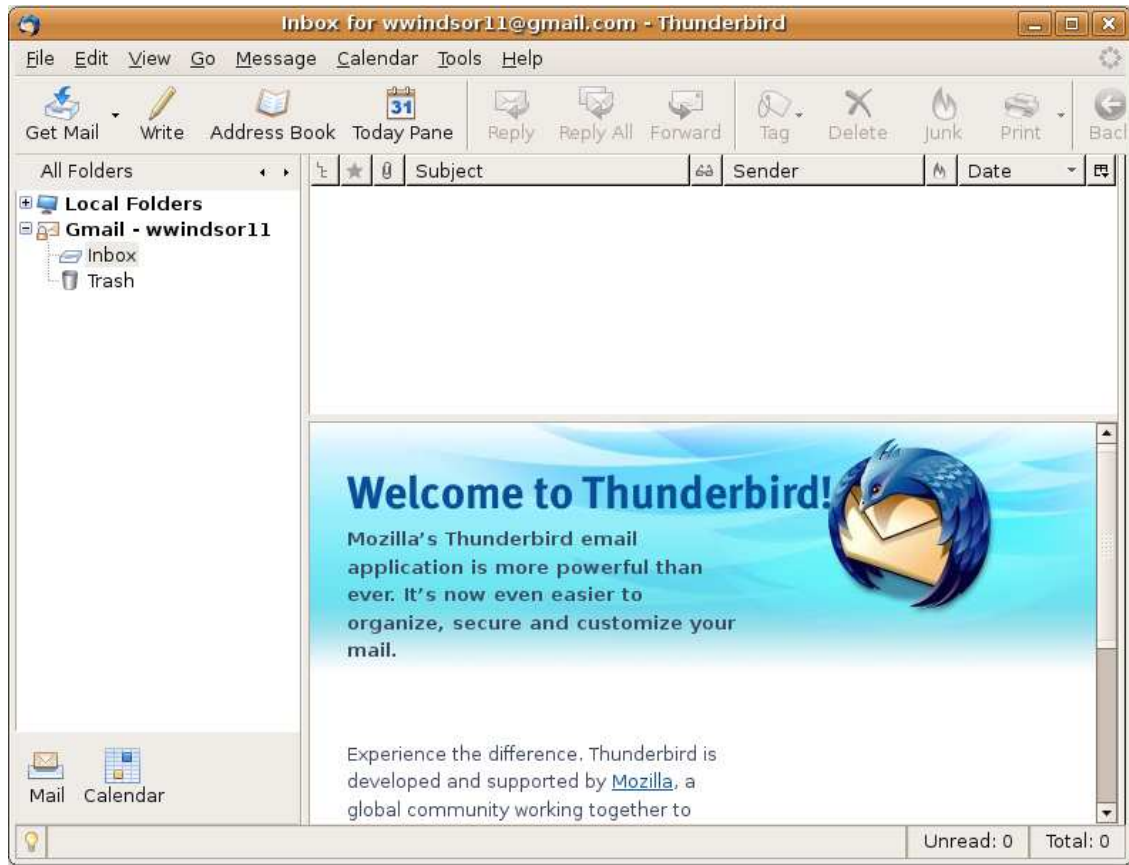 Inbox for wwindsor11@gmail.com - Thunderbird
File Edit View Go Message Calendar Tools Help
Get Mail Write Address Book 31 Today Pane Reply Reply All Forward Tag Delete Junk Print Bacl
All Folders Subject Sender Date
Local Folders
Gmail - wwindsor11
Inbox
Trash
Welcome to Thunderbird!
Mozilla's Thunderbird email
application is more powerful than
ever. It's now even easier to
organize, secure and customize your
mail.
Experience the difference. Thunderbird is
developed and supported by Mozilla, a
global community working together to
Mail Calendar
Unread: 0 Total: 0